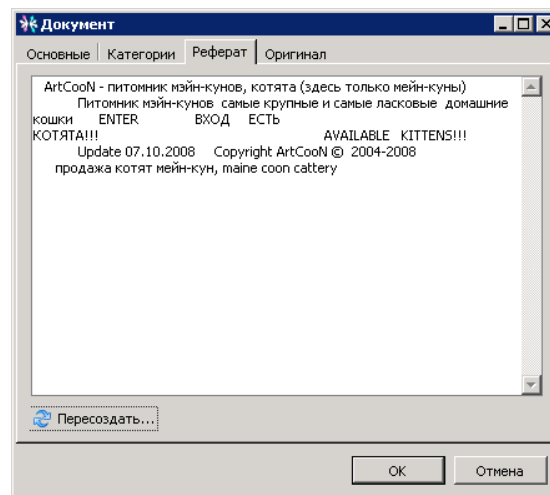 Документ
Основные Категории Реферат Оригинал
ArtCooN - питомник мэйн-кунов, котята (здесь только мейн-куны)
Питомник мэйн-кунов самые крупные и самые ласковые домашние
кошки ENTER ВХОД ЕСТЬ
КОТЯТА!!! AVAILABLE KITTENS!!!
Update 07.10.2008 Copyright ArtCooN © 2004-2008
продажа котят мейн-кун, maine coon cattery
Пересоздать...
ОК Отмена